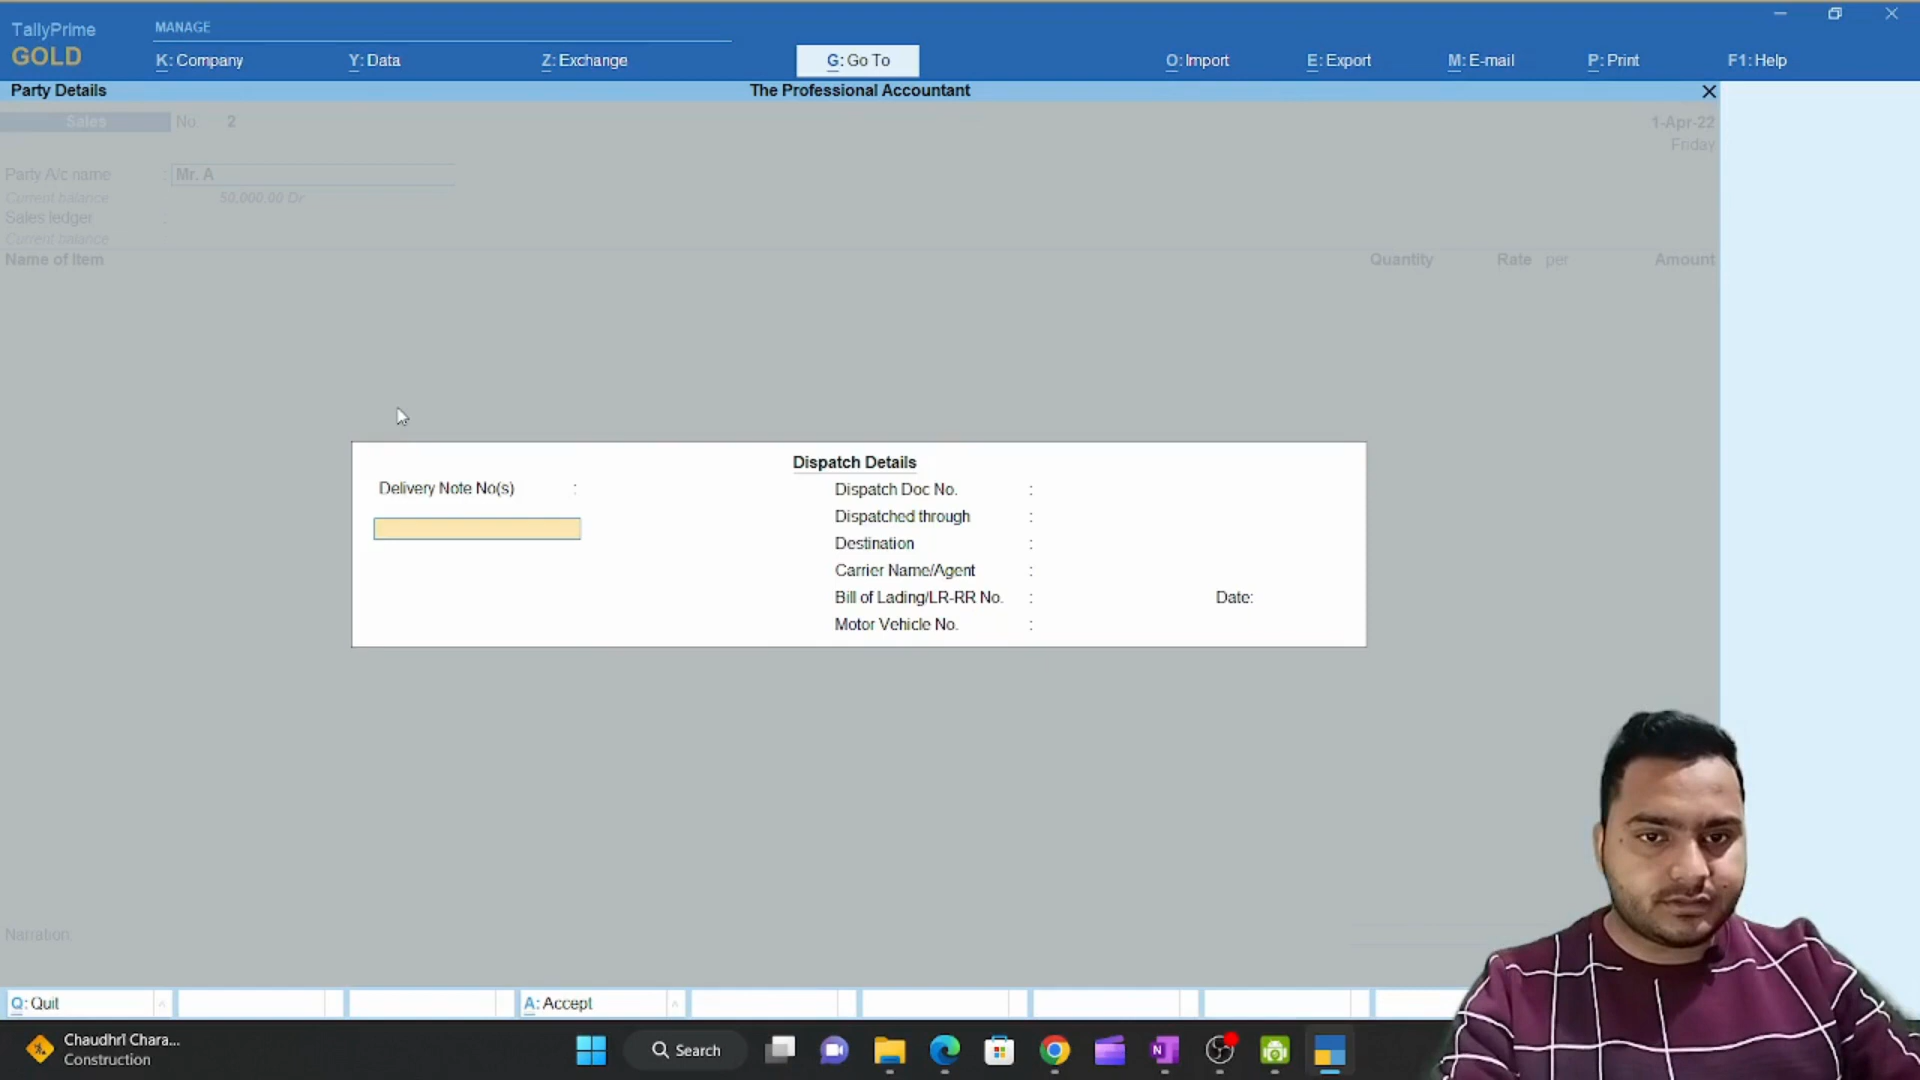 TallyPrime
GOLD
MANAGE
K: Company
Y: Data
Z: Exchange
G: Go To
O: Import
E: Export
M: E-mail
P: Print
F1: Help
Party Details
The Professional Accountant
Sales
No. 2
1-Apr-22
Friday
Party A/c name : Mr. A
Current balance 50,000.00 Dr
Sales ledger :
Current balance
Name of Item
Quantity
Rate per
Amount
Dispatch Details
Delivery Note No(s) :
Dispatch Doc No. :
Dispatched through :
Destination :
Carrier Name/Agent :
Bill of Lading/LR-RR No. :
Date:
Motor Vehicle No. :
Narration:
Q: Quit
A: Accept
Chaudhri Chara...
Construction
Search